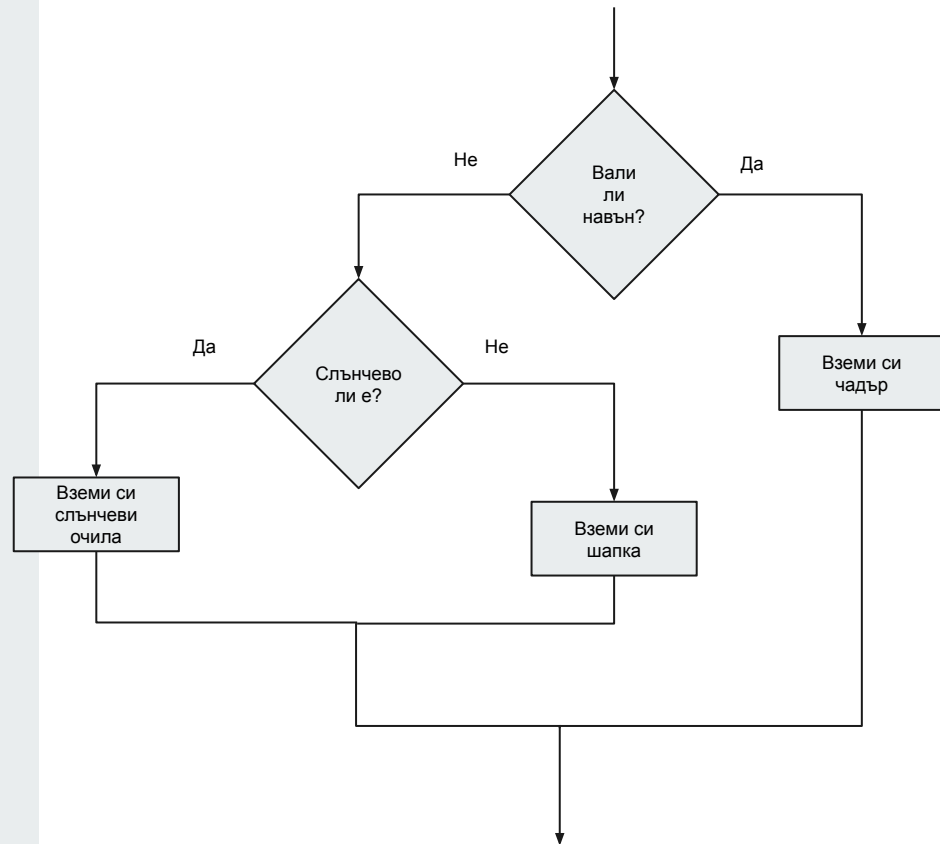 Вали
ли
навън?
Не
Да
Слънчево
ли е?
Да
Не
Вземи си
чадър
Вземи си
слънчеви
очила
Вземи си
шапка